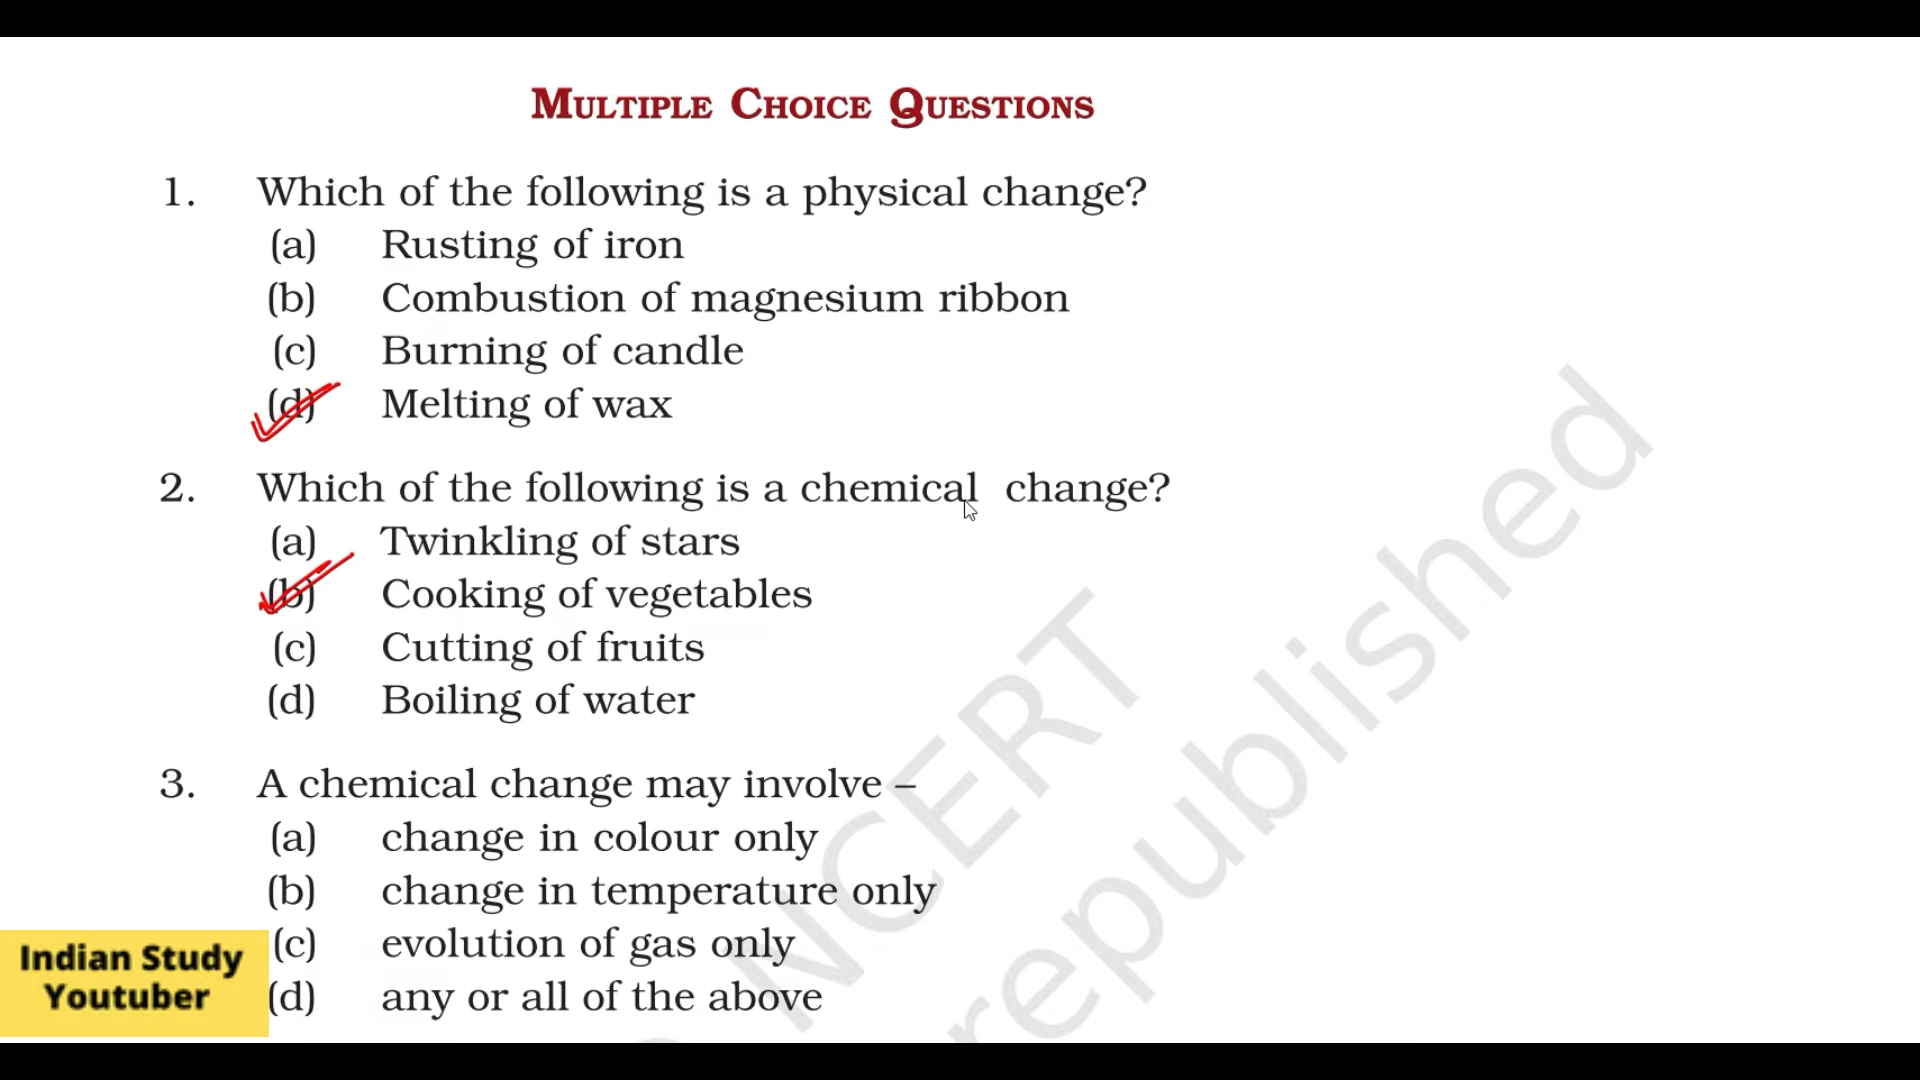 MULTIPLE CHOICE QUESTIONS
1. Which of the following is a physical change?
(a) Rusting of iron
(b) Combustion of magnesium ribbon
(c) Burning of candle
(d) Melting of wax
2. Which of the following is a chemical change?
(a) Twinkling of stars
(b) Cooking of vegetables
(c) Cutting of fruits
(d) Boiling of water
3. A chemical change may involve –
(a) change in colour only
(b) change in temperature only
(c) evolution of gas only
(d) any or all of the above
Indian Study
Youtuber
NCERT
republished